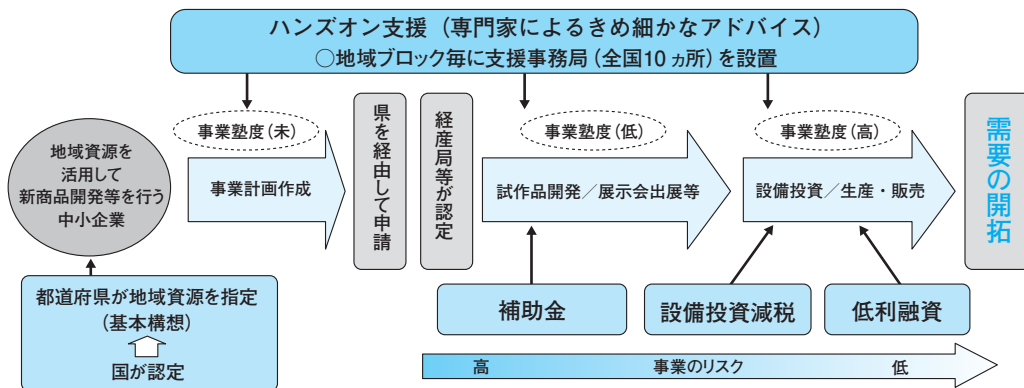 ハンズオン支援（専門家によるきめ細かなアドバイス）
○地域ブロック毎に支援事務局（全国10ヵ所）を設置
地域資源を
活用して
新商品開発等を行う
中小企業
都道府県が地域資源を指定
（基本構想）
国が認定
事業塾度（未）
事業計画作成
県を経由して申請
経産局等が認定
事業塾度（低）
試作品開発／展示会出展等
事業塾度（高）
設備投資／生産・販売
需要の開拓
補助金
設備投資減税
低利融資
高 事業のリスク 低